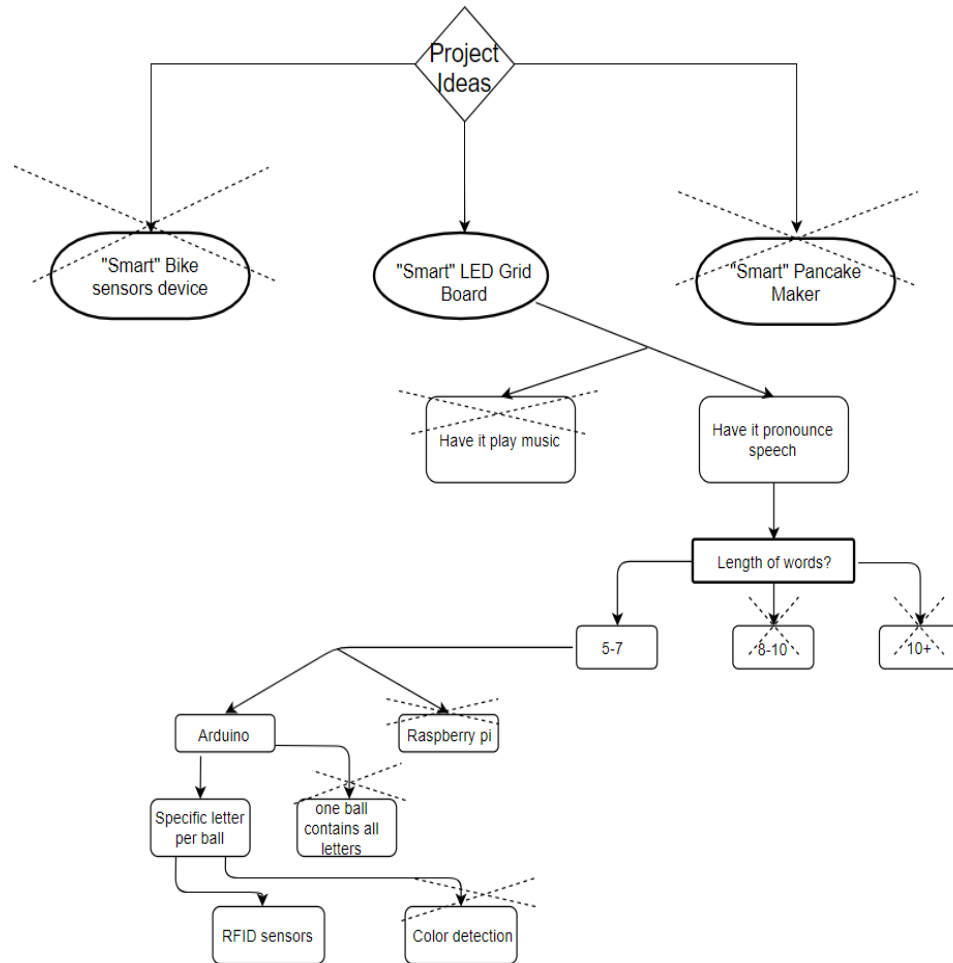 Project
Ideas
"Smart" Bike
sensors device
"Smart" LED Grid
Board
"Smart" Pancake
Maker
Have it play music
Have it pronounce
speech
Length of words?
5-7
8-10
10+
Arduino
Raspberry pi
Specific letter
per ball
one ball
contains all
letters
RFID sensors
Color detection